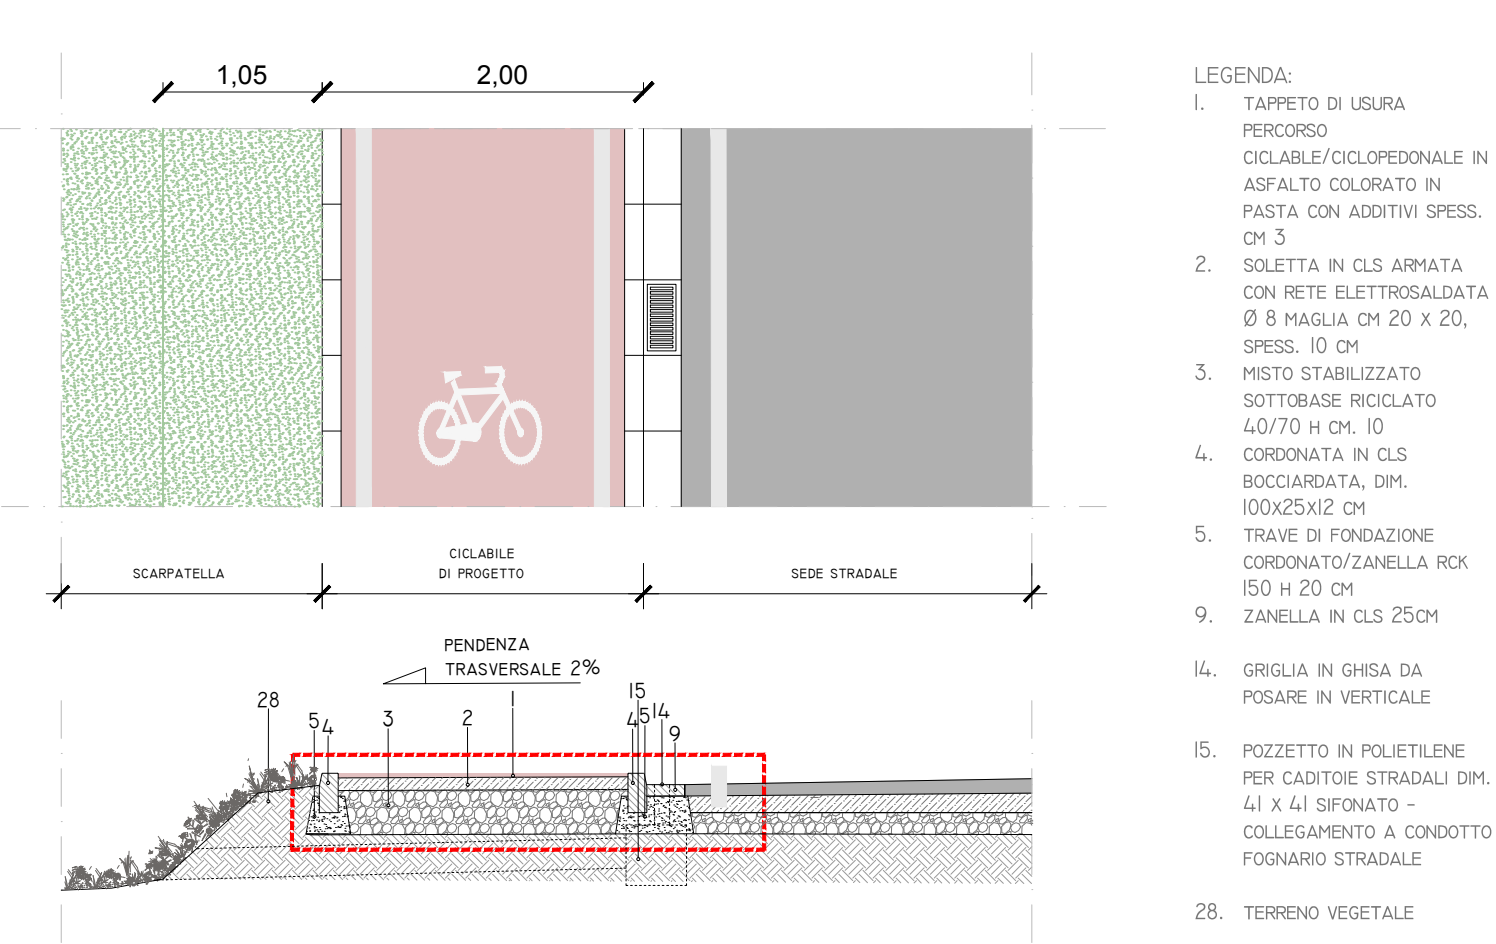 1,05
2,00
SCARPATELLA
CICLABILE
DI PROGETTO
SEDE STRADALE
PENDENZA
TRASVERSALE 2%
28
5
4
3
2
1
15
4
5
14
9
LEGENDA:
1. TAPPETO DI USURA
PERCORSO
CICLABLE/CICLOPEDONALE IN
ASFALTO COLORATO IN
PASTA CON ADDITIVI SPESS.
CM 3
2. SOLETTA IN CLS ARMATA
CON RETE ELETTROSALDATA
Ø 8 MAGLIA CM 20 X 20,
SPESS. 10 CM
3. MISTO STABILIZZATO
SOTTOBASE RICICLATO
40/70 H CM. 10
4. CORDONATA IN CLS
BOCCIARDATA, DIM.
100X25X12 CM
5. TRAVE DI FONDAZIONE
CORDONATO/ZANELLA RCK
150 H 20 CM
9. ZANELLA IN CLS 25CM
14. GRIGLIA IN GHISA DA
POSARE IN VERTICALE
15. POZZETTO IN POLIETILENE
PER CADITOIE STRADALI DIM.
41 X 41 SIFONATO -
COLLEGAMENTO A CONDOTTO
FOGNARIO STRADALE
28. TERRENO VEGETALE